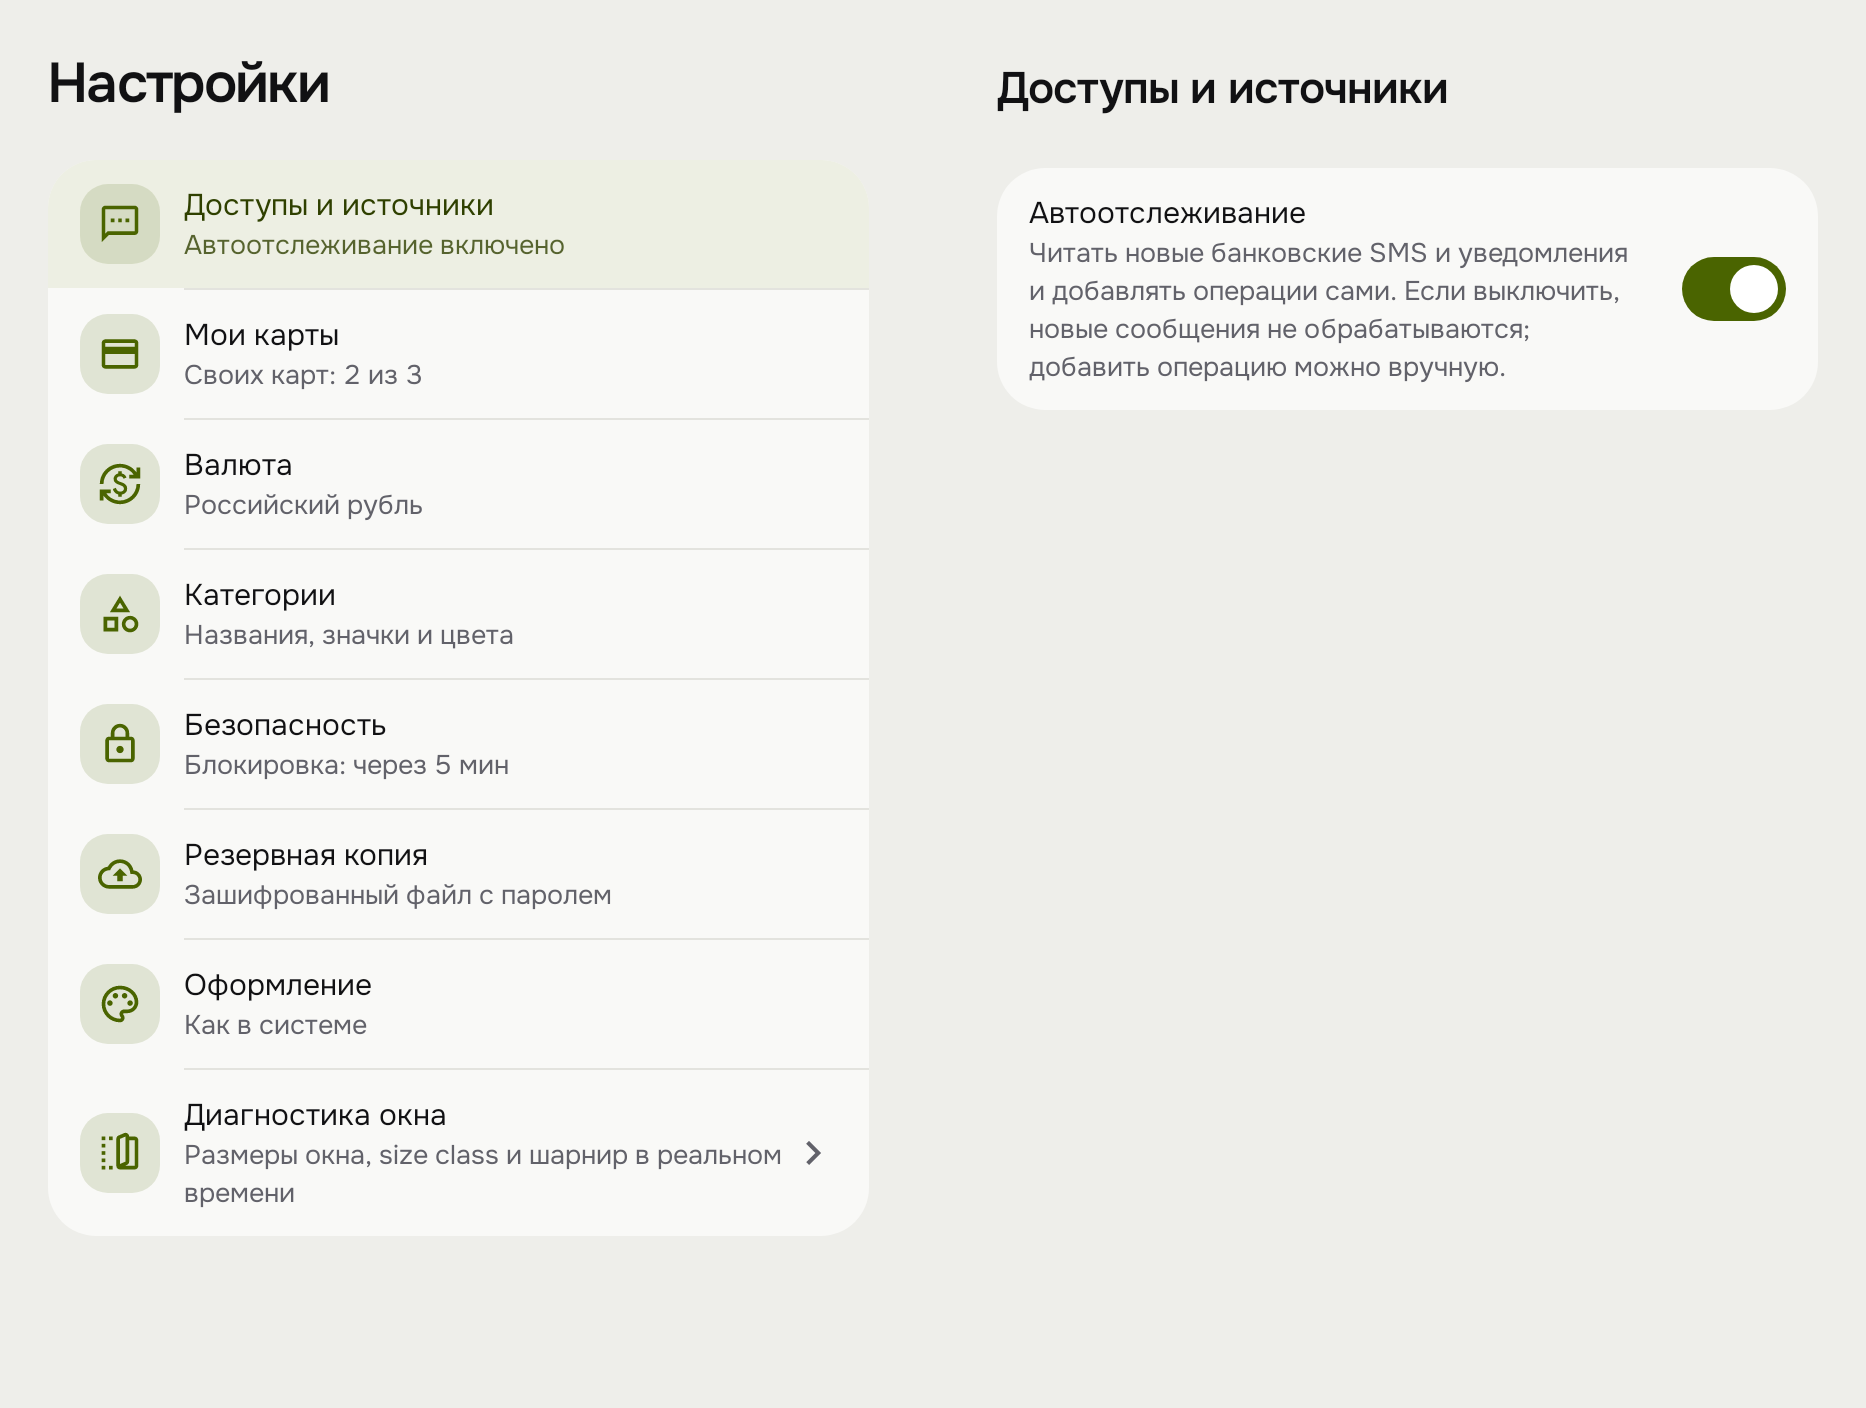 Настройки
Доступы и источники
Автоотслеживание включено
Мои карты
Своих карт: 2 из 3
Валюта
Российский рубль
Категории
Названия, значки и цвета
Безопасность
Блокировка: через 5 мин
Резервная копия
Зашифрованный файл с паролем
Оформление
Как в системе
Диагностика окна
Размеры окна, size class и шарнир в реальном
времени
Доступы и источники
Автоотслеживание
Читать новые банковские SMS и уведомления
и добавлять операции сами. Если выключить,
новые сообщения не обрабатываются;
добавить операцию можно вручную.